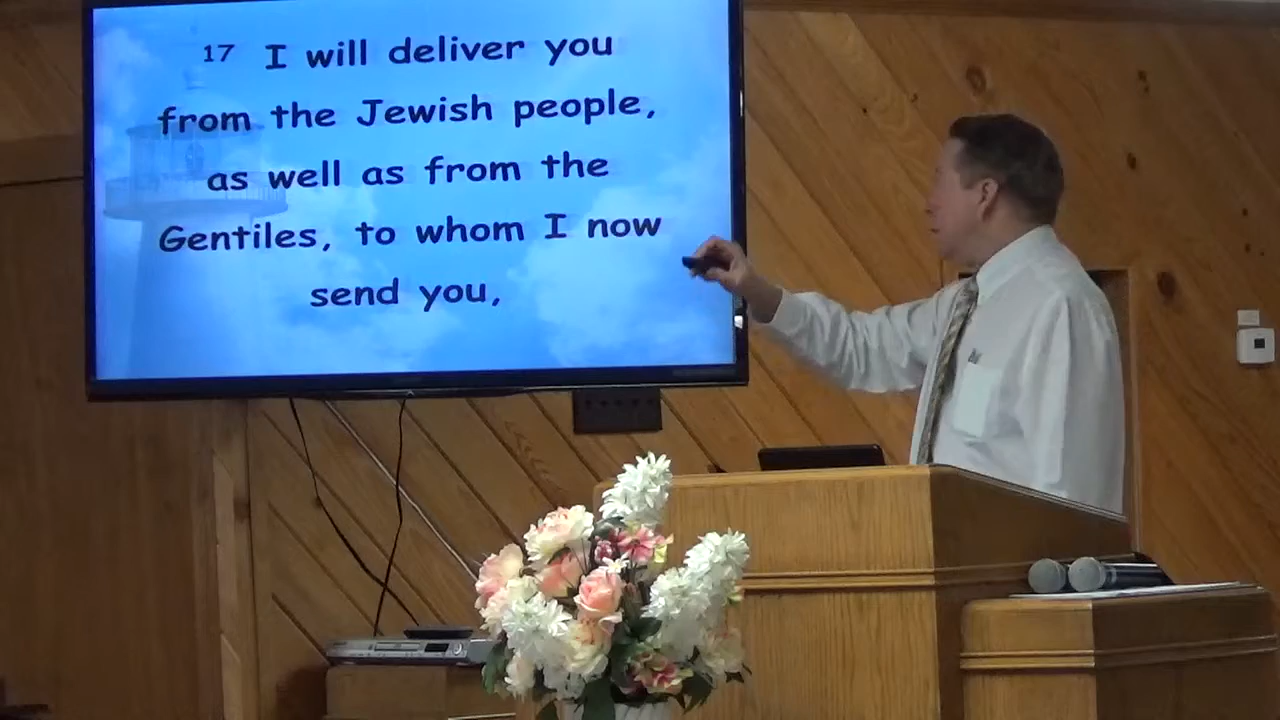 17 I will deliver you
from the Jewish people,
as well as from the
Gentiles, to whom I now
send you,